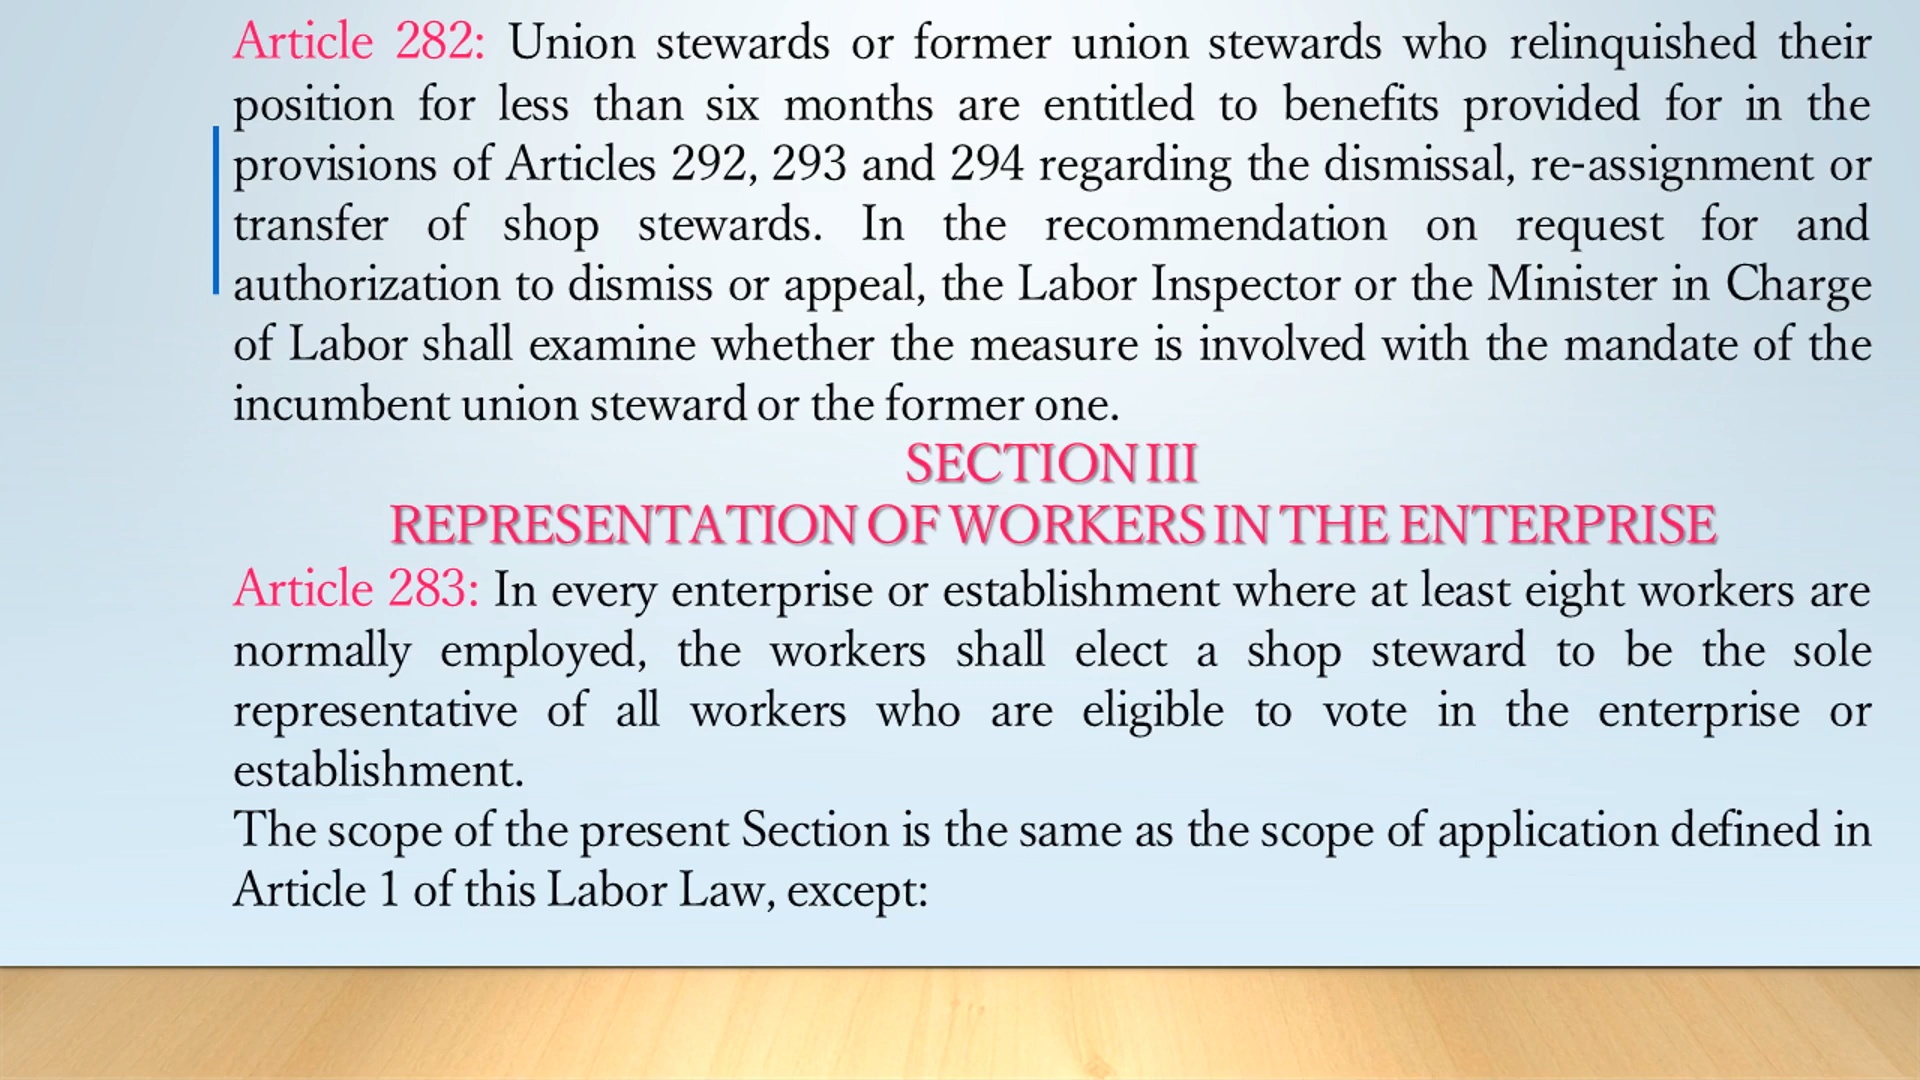 Article 282: Union stewards or former union stewards who relinquished their
position for less than six months are entitled to benefits provided for in the
provisions of Articles 292, 293 and 294 regarding the dismissal, re-assignment or
transfer of shop stewards. In the recommendation on request for and
authorization to dismiss or appeal, the Labor Inspector or the Minister in Charge
of Labor shall examine whether the measure is involved with the mandate of the
incumbent union steward or the former one.
SECTION III
REPRESENTATION OF WORKERS IN THE ENTERPRISE
Article 283: In every enterprise or establishment where at least eight workers are
normally employed, the workers shall elect a shop steward to be the sole
representative of all workers who are eligible to vote in the enterprise or
establishment.
The scope of the present Section is the same as the scope of application defined in
Article 1 of this Labor Law, except: